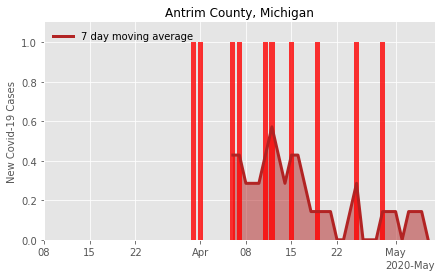 Antrim County, Michigan
7 day moving average
New Covid-19 Cases
1.0
0.8
0.6
0.4
0.2
0.0
08 15 22 Apr 08 15 22 May
2020-May